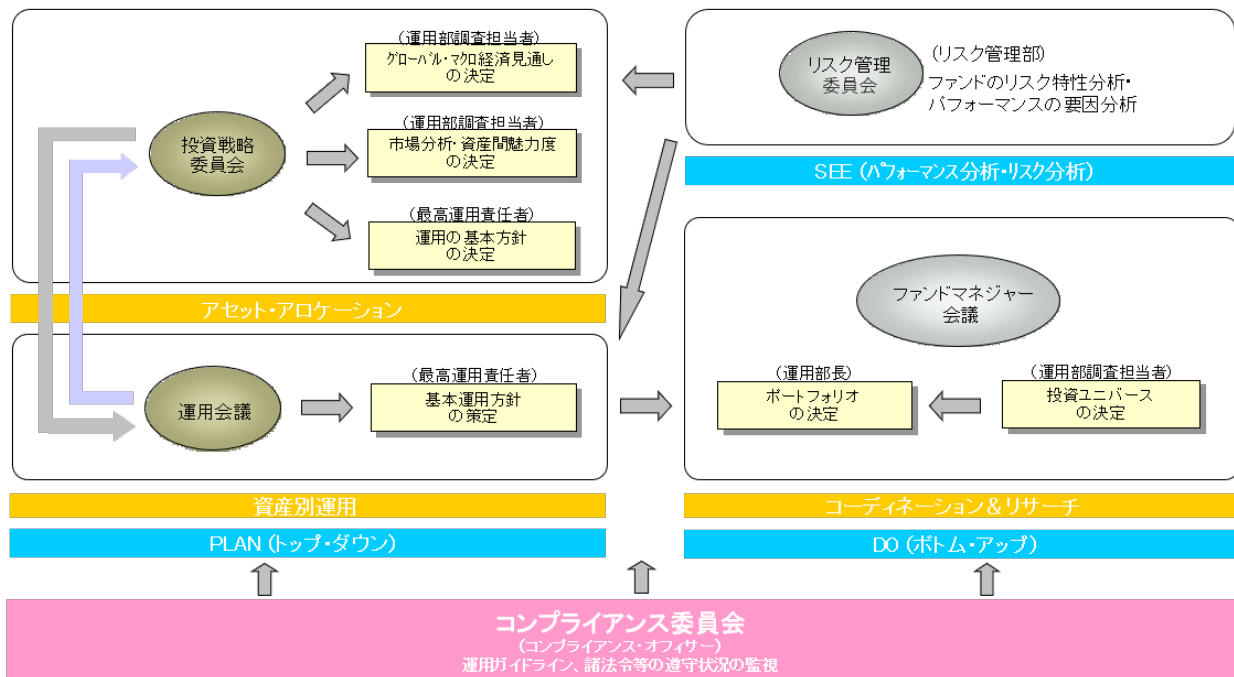 (運用部調査担当者)
グローバル・マクロ経済見通し
の決定
投資戦略
委員会
(運用部調査担当者)
市場分析・資産間魅力度
の決定
(最高運用責任者)
運用の基本方針
の決定
アセット・アロケーション
リスク管理
委員会
(リスク管理部)
ファンドのリスク特性分析・
パフォーマンスの要因分析
SEE (パフォーマンス分析・リスク分析)
運用会議
(最高運用責任者)
基本運用方針
の策定
資産別運用
PLAN (トップ・ダウン)
ファンドマネジャー
会議
(運用部長)
ポートフォリオ
の決定
(運用部調査担当者)
投資ユニバース
の決定
コーディネーション&リサーチ
DO (ボトム・アップ)
コンプライアンス委員会
(コンプライアンス・オフィサー)
運用ガイドライン、諸法令等の遵守状況の監視